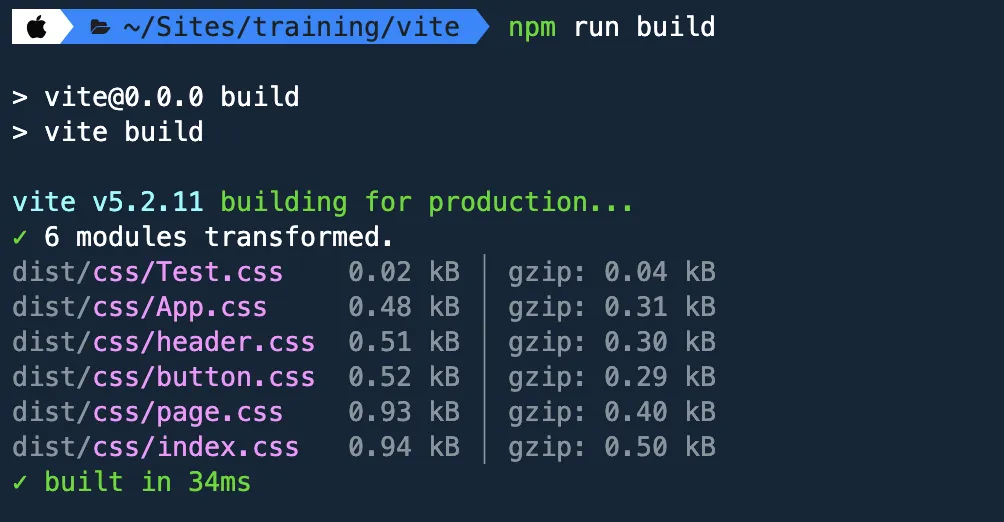 ~/Sites/training/vite npm run build
> vite@0.0.0 build
> vite build
vite v5.2.11 building for production...
✓ 6 modules transformed.
dist/css/Test.css 0.02 kB │ gzip: 0.04 kB
dist/css/App.css 0.48 kB │ gzip: 0.31 kB
dist/css/header.css 0.51 kB │ gzip: 0.30 kB
dist/css/button.css 0.52 kB │ gzip: 0.29 kB
dist/css/page.css 0.93 kB │ gzip: 0.40 kB
dist/css/index.css 0.94 kB │ gzip: 0.50 kB
✓ built in 34ms